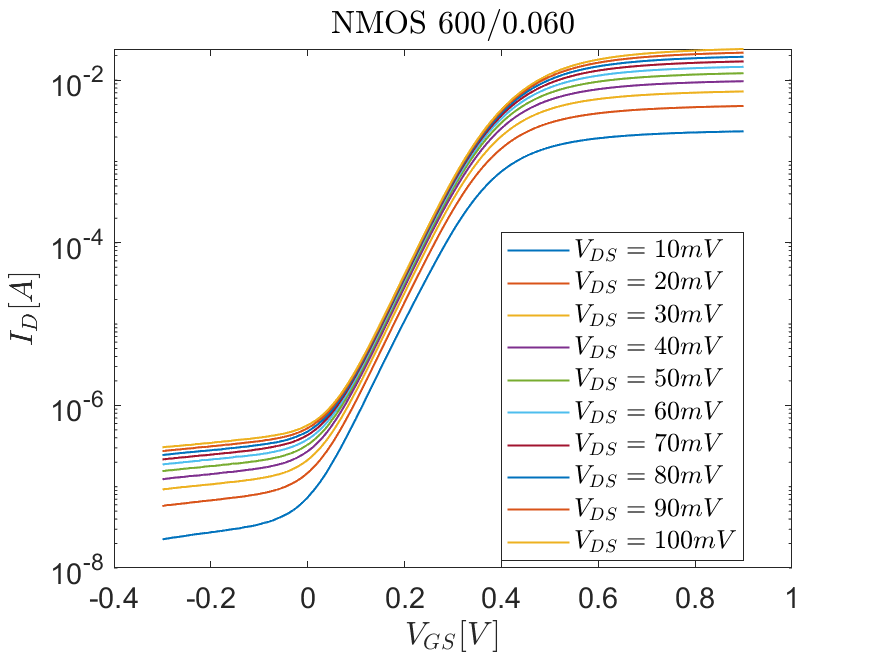 NMOS 600/0.060
10^-2
10^-4
10^-6
10^-8
I_D[A]
V_DS = 10mV
V_DS = 20mV
V_DS = 30mV
V_DS = 40mV
V_DS = 50mV
V_DS = 60mV
V_DS = 70mV
V_DS = 80mV
V_DS = 90mV
V_DS = 100mV
-0.4 -0.2 0 0.2 0.4 0.6 0.8 1
V_GS[V]